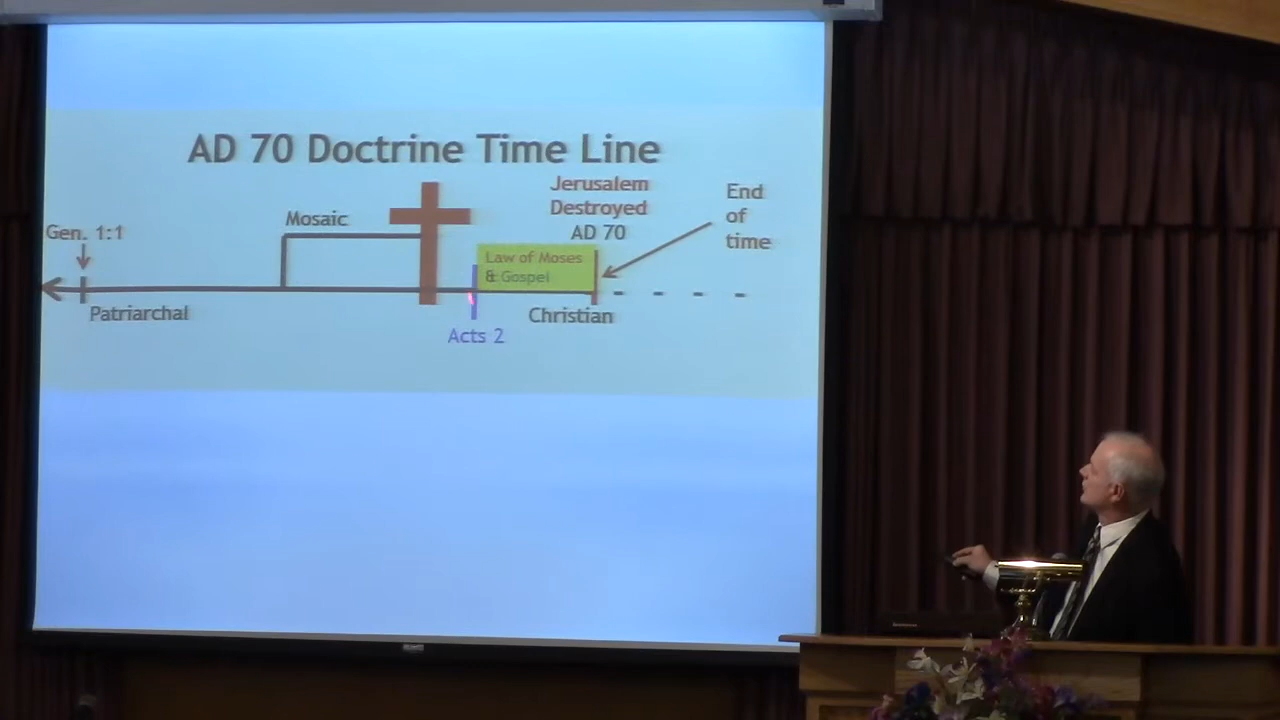 AD 70 Doctrine Time Line
Jerusalem
Destroyed
AD 70
End
of
time
Mosaic
Gen. 1:1
Law of Moses
& Gospel
Patriarchal
Christian
Acts 2